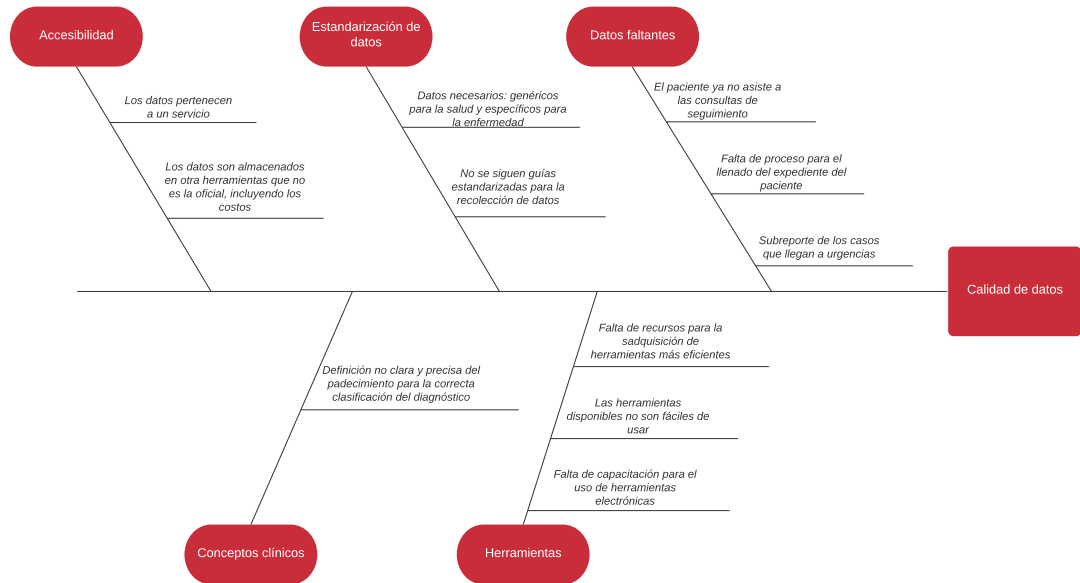 Accesibilidad
Los datos pertenecen
a un servicio
Los datos son almacenados
en otra herramientas que no
es la oficial, incluyendo los
costos
Estandarización de
datos
Datos necesarios: genéricos
para la salud y específicos para
la enfermedad
No se siguen guías
estandarizadas para la
recolección de datos
Datos faltantes
El paciente ya no asiste a
las consultas de
seguimiento
Falta de proceso para el
llenado del expediente del
paciente
Subreporte de los casos
que llegan a urgencias
Calidad de datos
Definición no clara y precisa del
padecimiento para la correcta
clasificación del diagnóstico
Conceptos clínicos
Falta de recursos para la
sadquisición de
herramientas más eficientes
Las herramientas
disponibles no son fáciles de
usar
Falta de capacitación para el
uso de herramientas
electrónicas
Herramientas